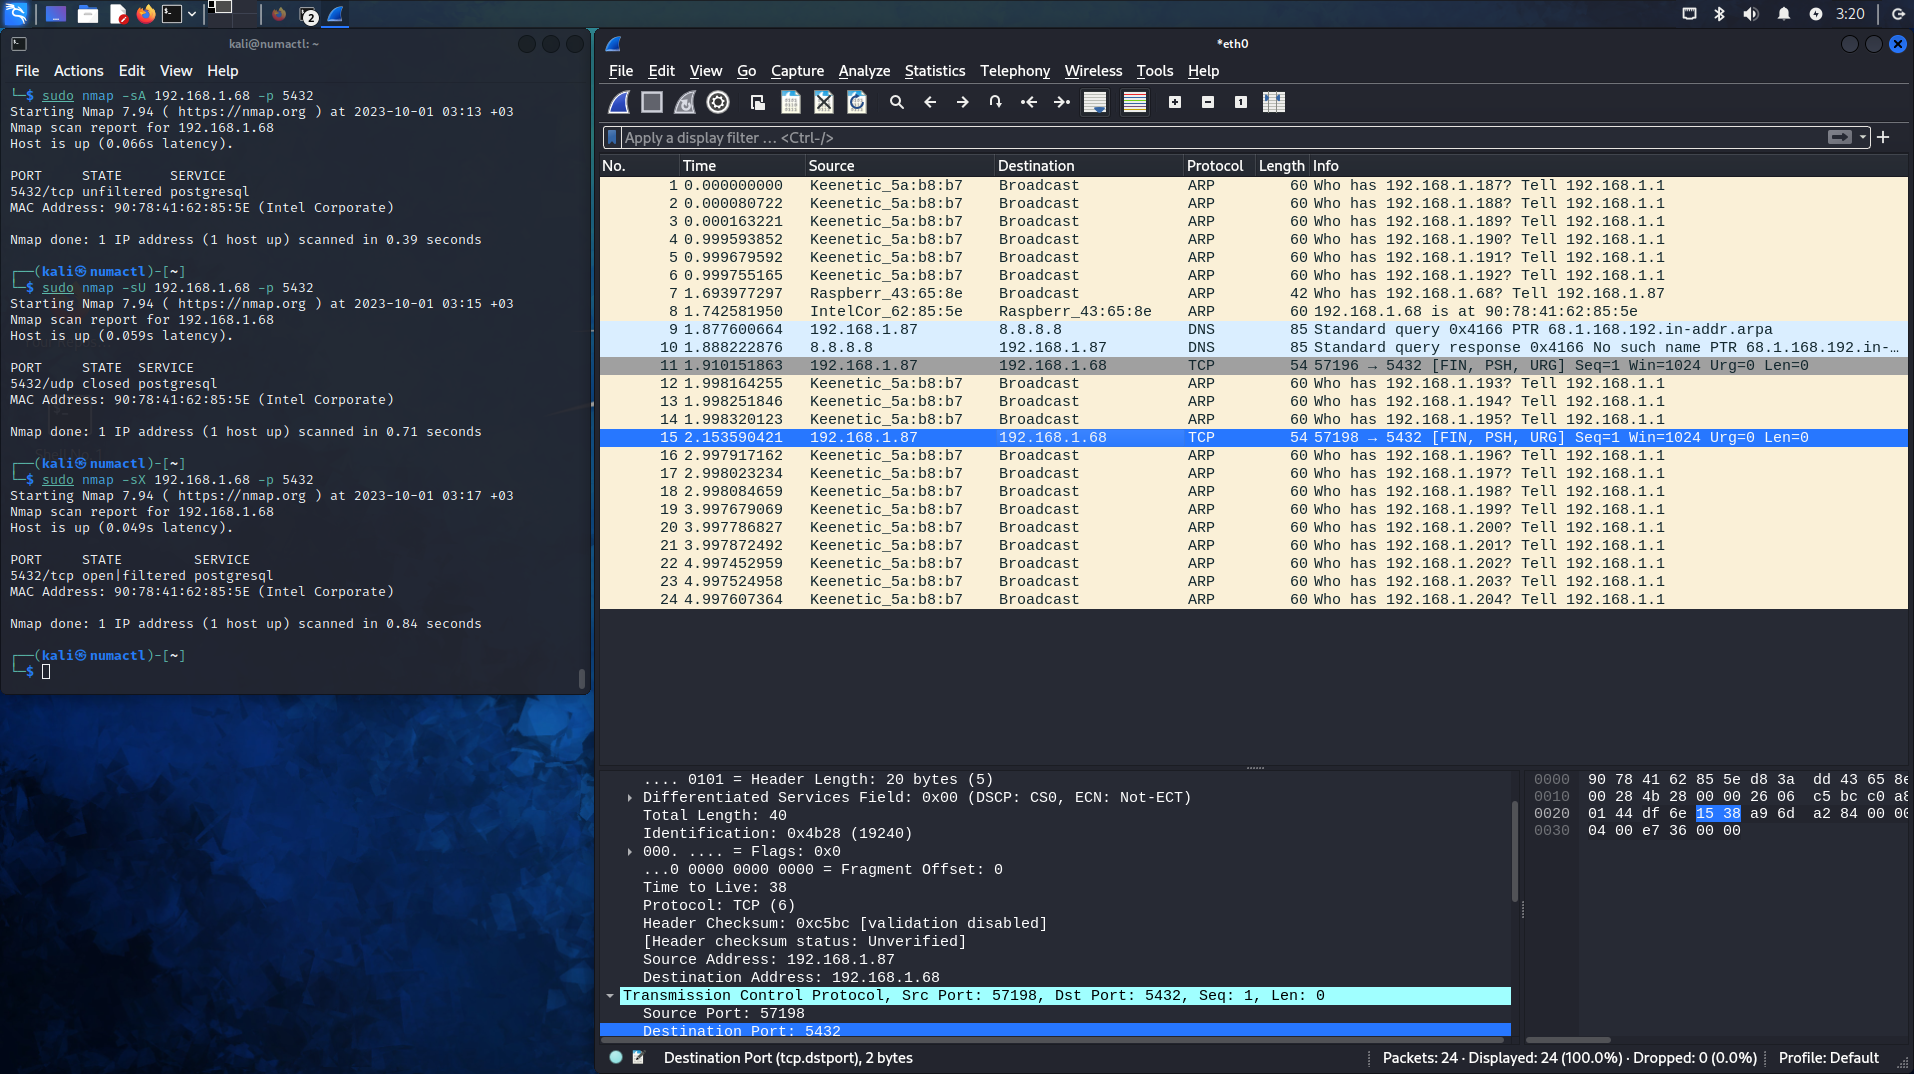 2
3:20
kali@numactl: ~
File Actions Edit View Help
└─$ sudo nmap -sA 192.168.1.68 -p 5432
Starting Nmap 7.94 ( https://nmap.org ) at 2023-10-01 03:13 +03
Nmap scan report for 192.168.1.68
Host is up (0.066s latency).
PORT     STATE      SERVICE
5432/tcp unfiltered postgresql
MAC Address: 90:78:41:62:85:5E (Intel Corporate)
Nmap done: 1 IP address (1 host up) scanned in 0.39 seconds
┌──(kali㉿numactl)-[~]
└─$ sudo nmap -sU 192.168.1.68 -p 5432
Starting Nmap 7.94 ( https://nmap.org ) at 2023-10-01 03:15 +03
Nmap scan report for 192.168.1.68
Host is up (0.059s latency).
PORT     STATE  SERVICE
5432/udp closed postgresql
MAC Address: 90:78:41:62:85:5E (Intel Corporate)
Nmap done: 1 IP address (1 host up) scanned in 0.71 seconds
┌──(kali㉿numactl)-[~]
└─$ sudo nmap -sX 192.168.1.68 -p 5432
Starting Nmap 7.94 ( https://nmap.org ) at 2023-10-01 03:17 +03
Nmap scan report for 192.168.1.68
Host is up (0.049s latency).
PORT     STATE         SERVICE
5432/tcp open|filtered postgresql
MAC Address: 90:78:41:62:85:5E (Intel Corporate)
Nmap done: 1 IP address (1 host up) scanned in 0.84 seconds
┌──(kali㉿numactl)-[~]
└─$
*eth0
File Edit View Go Capture Analyze Statistics Telephony Wireless Tools Help
Apply a display filter … <Ctrl-/>
No. Time Source Destination Protocol Length Info
1 0.000000000 Keenetic_5a:b8:b7 Broadcast ARP 60 Who has 192.168.1.187? Tell 192.168.1.1
2 0.000080722 Keenetic_5a:b8:b7 Broadcast ARP 60 Who has 192.168.1.188? Tell 192.168.1.1
3 0.000163221 Keenetic_5a:b8:b7 Broadcast ARP 60 Who has 192.168.1.189? Tell 192.168.1.1
4 0.999593852 Keenetic_5a:b8:b7 Broadcast ARP 60 Who has 192.168.1.190? Tell 192.168.1.1
5 0.999679592 Keenetic_5a:b8:b7 Broadcast ARP 60 Who has 192.168.1.191? Tell 192.168.1.1
6 0.999755165 Keenetic_5a:b8:b7 Broadcast ARP 60 Who has 192.168.1.192? Tell 192.168.1.1
7 1.693977297 Raspberr_43:65:8e Broadcast ARP 42 Who has 192.168.1.68? Tell 192.168.1.87
8 1.742581950 IntelCor_62:85:5e Raspberr_43:65:8e ARP 60 192.168.1.68 is at 90:78:41:62:85:5e
9 1.877600664 192.168.1.87 8.8.8.8 DNS 85 Standard query 0x4166 PTR 68.1.168.192.in-addr.arpa
10 1.888222876 8.8.8.8 192.168.1.87 DNS 85 Standard query response 0x4166 No such name PTR 68.1.168.192.in-…
11 1.910151863 192.168.1.87 192.168.1.68 TCP 54 57196 → 5432 [FIN, PSH, URG] Seq=1 Win=1024 Urg=0 Len=0
12 1.998164255 Keenetic_5a:b8:b7 Broadcast ARP 60 Who has 192.168.1.193? Tell 192.168.1.1
13 1.998251846 Keenetic_5a:b8:b7 Broadcast ARP 60 Who has 192.168.1.194? Tell 192.168.1.1
14 1.998320123 Keenetic_5a:b8:b7 Broadcast ARP 60 Who has 192.168.1.195? Tell 192.168.1.1
15 2.153590421 192.168.1.87 192.168.1.68 TCP 54 57198 → 5432 [FIN, PSH, URG] Seq=1 Win=1024 Urg=0 Len=0
16 2.997917162 Keenetic_5a:b8:b7 Broadcast ARP 60 Who has 192.168.1.196? Tell 192.168.1.1
17 2.998023234 Keenetic_5a:b8:b7 Broadcast ARP 60 Who has 192.168.1.197? Tell 192.168.1.1
18 2.998084659 Keenetic_5a:b8:b7 Broadcast ARP 60 Who has 192.168.1.198? Tell 192.168.1.1
19 3.997679069 Keenetic_5a:b8:b7 Broadcast ARP 60 Who has 192.168.1.199? Tell 192.168.1.1
20 3.997786827 Keenetic_5a:b8:b7 Broadcast ARP 60 Who has 192.168.1.200? Tell 192.168.1.1
21 3.997872492 Keenetic_5a:b8:b7 Broadcast ARP 60 Who has 192.168.1.201? Tell 192.168.1.1
22 4.997452959 Keenetic_5a:b8:b7 Broadcast ARP 60 Who has 192.168.1.202? Tell 192.168.1.1
23 4.997524958 Keenetic_5a:b8:b7 Broadcast ARP 60 Who has 192.168.1.203? Tell 192.168.1.1
24 4.997607364 Keenetic_5a:b8:b7 Broadcast ARP 60 Who has 192.168.1.204? Tell 192.168.1.1
.... 0101 = Header Length: 20 bytes (5)
Differentiated Services Field: 0x00 (DSCP: CS0, ECN: Not-ECT)
Total Length: 40
Identification: 0x4b28 (19240)
000. .... = Flags: 0x0
...0 0000 0000 0000 = Fragment Offset: 0
Time to Live: 38
Protocol: TCP (6)
Header Checksum: 0xc5bc [validation disabled]
[Header checksum status: Unverified]
Source Address: 192.168.1.87
Destination Address: 192.168.1.68
Transmission Control Protocol, Src Port: 57198, Dst Port: 5432, Seq: 1, Len: 0
Source Port: 57198
Destination Port: 5432
0000 90 78 41 62 85 5e d8 3a dd 43 65 8e
0010 00 28 4b 28 00 00 26 06 c5 bc c0 a8
0020 01 44 df 6e 15 38 a9 6d a2 84 00 00
0030 04 00 e7 36 00 00
Destination Port (tcp.dstport), 2 bytes
Packets: 24 · Displayed: 24 (100.0%) · Dropped: 0 (0.0%)
Profile: Default